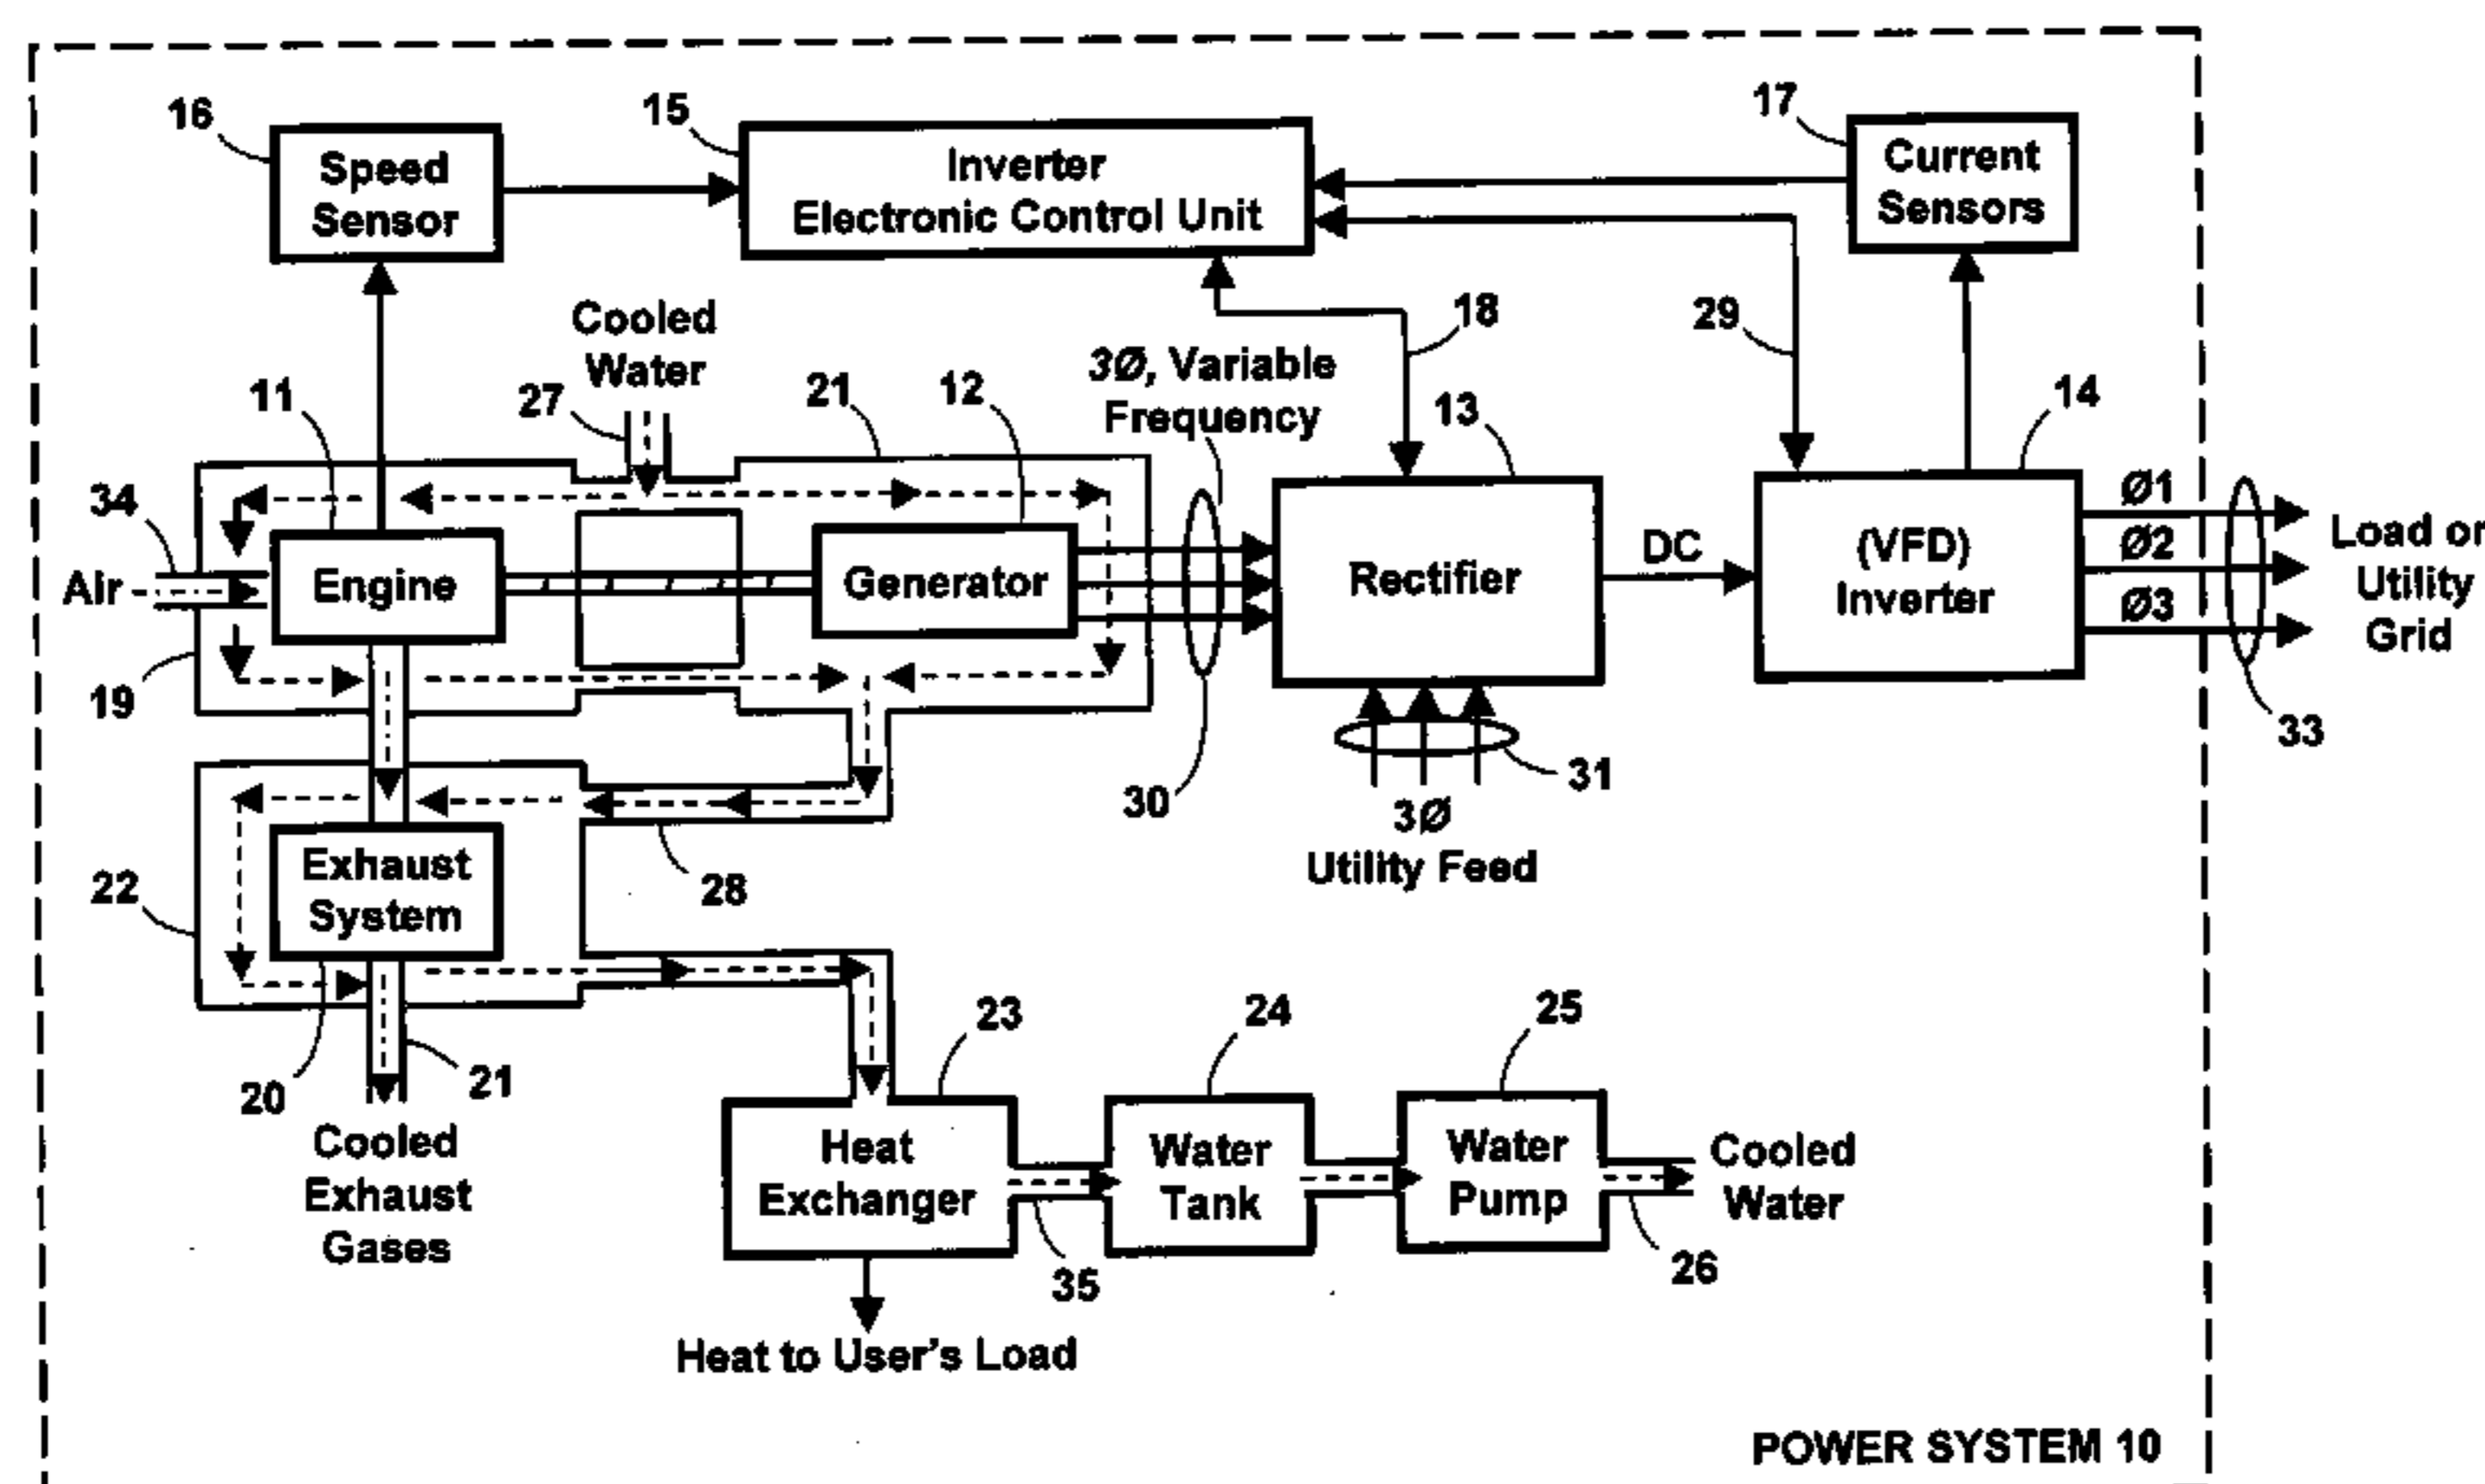 16
Speed
Sensor
15
Inverter
Electronic Control Unit
17
Current
Sensors
Cooled
Water
27
11
21
12
3Ø, Variable
Frequency
18
13
29
14
34
Air
Engine
Generator
Rectifier
DC
(VFD)
Inverter
Ø1
Ø2
Ø3
Load or
Utility
Grid
19
30
31
33
3Ø
Utility Feed
22
Exhaust
System
28
20
21
Cooled
Exhaust
Gases
23
Heat
Exchanger
35
24
Water
Tank
25
Water
Pump
Cooled
Water
26
Heat to User's Load
POWER SYSTEM 10